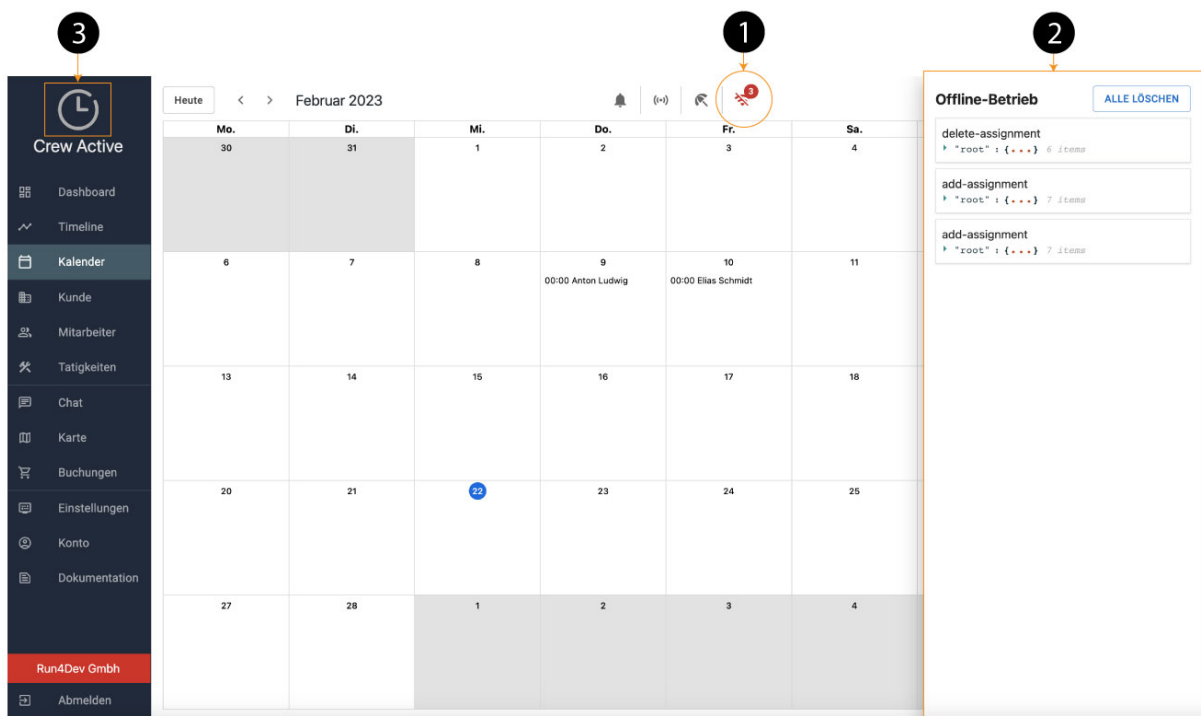 3
1
2
Crew Active
Dashboard
Timeline
Kalender
Kunde
Mitarbeiter
Tatigkeiten
Chat
Karte
Buchungen
Einstellungen
Konto
Dokumentation
Run4Dev Gmbh
Abmelden
Heute < > Februar 2023
3
Mo. Di. Mi. Do. Fr. Sa.
30 31 1 2 3 4
6 7 8 9 10 11
00:00 Anton Ludwig 00:00 Elias Schmidt
13 14 15 16 17 18
20 21 22 23 24 25
27 28 1 2 3 4
Offline-Betrieb ALLE LÖSCHEN
delete-assignment
"root" : {...} 6 items
add-assignment
"root" : {...} 7 items
add-assignment
"root" : {...} 7 items